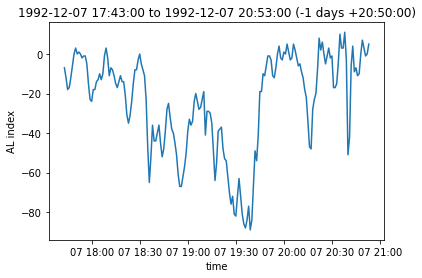 1992-12-07 17:43:00 to 1992-12-07 20:53:00 (-1 days +20:50:00)
AL index
0
−20
−40
−60
−80
07 18:00 07 18:30 07 19:00 07 19:30 07 20:00 07 20:30 07 21:00
time